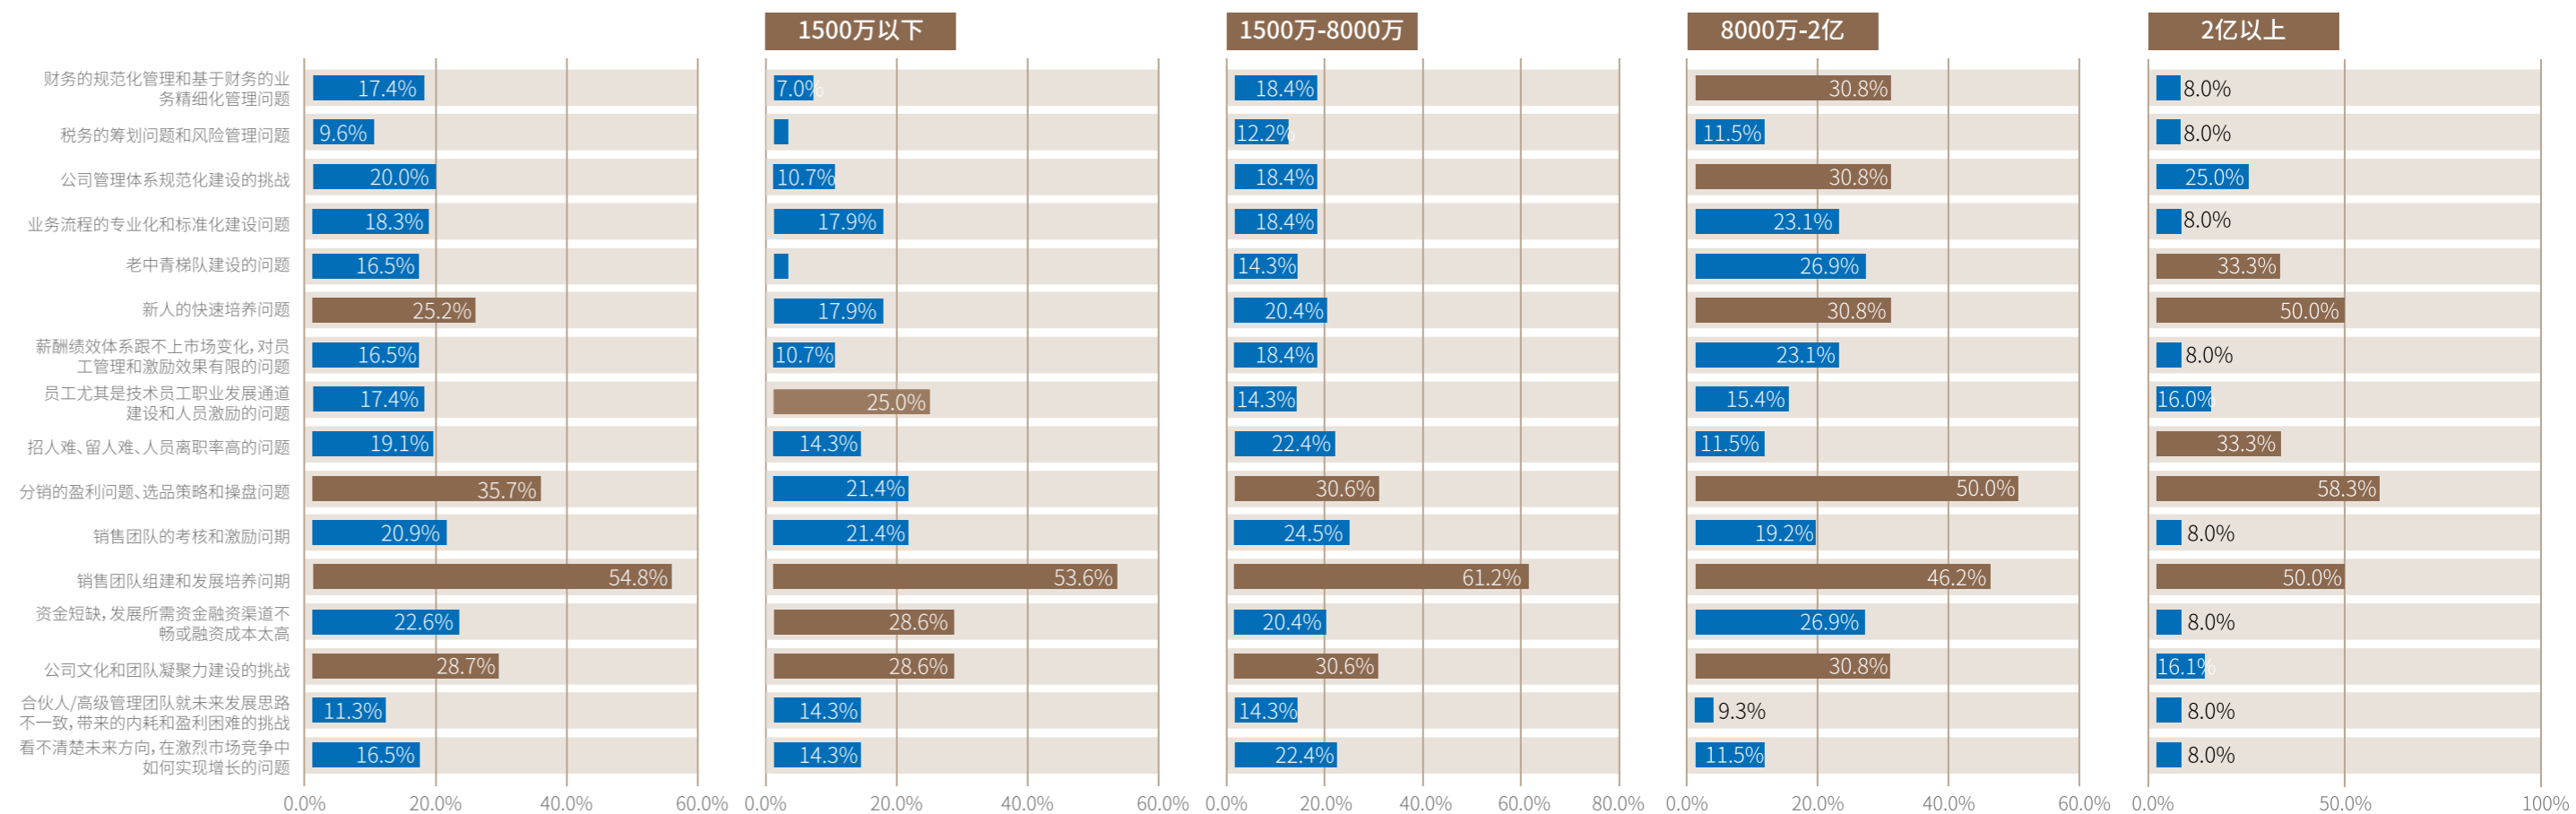 1500万以下 1500万-8000万 8000万-2亿 2亿以上
财务的规范化管理和基于财务的业
务精细化管理问题
17.4% 7.0% 18.4% 30.8% 8.0%
税务的筹划问题和风险管理问题
9.6% 12.2% 11.5% 8.0%
公司管理体系规范化建设的挑战
20.0% 10.7% 18.4% 30.8% 25.0%
业务流程的专业化和标准化建设问题
18.3% 17.9% 18.4% 23.1% 8.0%
老中青梯队建设的问题
16.5% 14.3% 26.9% 33.3%
新人的快速培养问题
25.2% 17.9% 20.4% 30.8% 50.0%
薪酬绩效体系跟不上市场变化,对员
工管理和激励效果有限的问题
16.5% 10.7% 18.4% 23.1% 8.0%
员工尤其是技术员工职业发展通道
建设和人员激励的问题
17.4% 25.0% 14.3% 15.4% 16.0%
招人难、留人难、人员离职率高的问题
19.1% 14.3% 22.4% 11.5% 33.3%
分销的盈利问题、选品策略和操盘问题
35.7% 21.4% 30.6% 50.0% 58.3%
销售团队的考核和激励问期
20.9% 21.4% 24.5% 19.2% 8.0%
销售团队组建和发展培养问期
54.8% 53.6% 61.2% 46.2% 50.0%
资金短缺,发展所需资金融资渠道不
畅或融资成本太高
22.6% 28.6% 20.4% 26.9% 8.0%
公司文化和团队凝聚力建设的挑战
28.7% 28.6% 30.6% 30.8% 16.1%
合伙人/高级管理团队就未来发展思路
不一致,带来的内耗和盈利困难的挑战
11.3% 14.3% 14.3% 9.3% 8.0%
看不清楚未来方向,在激烈市场竞争中
如何实现增长的问题
16.5% 14.3% 22.4% 11.5% 8.0%
0.0% 20.0% 40.0% 60.0% 0.0% 20.0% 40.0% 60.0% 0.0% 20.0% 40.0% 60.0% 80.0% 0.0% 20.0% 40.0% 60.0% 0.0% 50.0% 100%